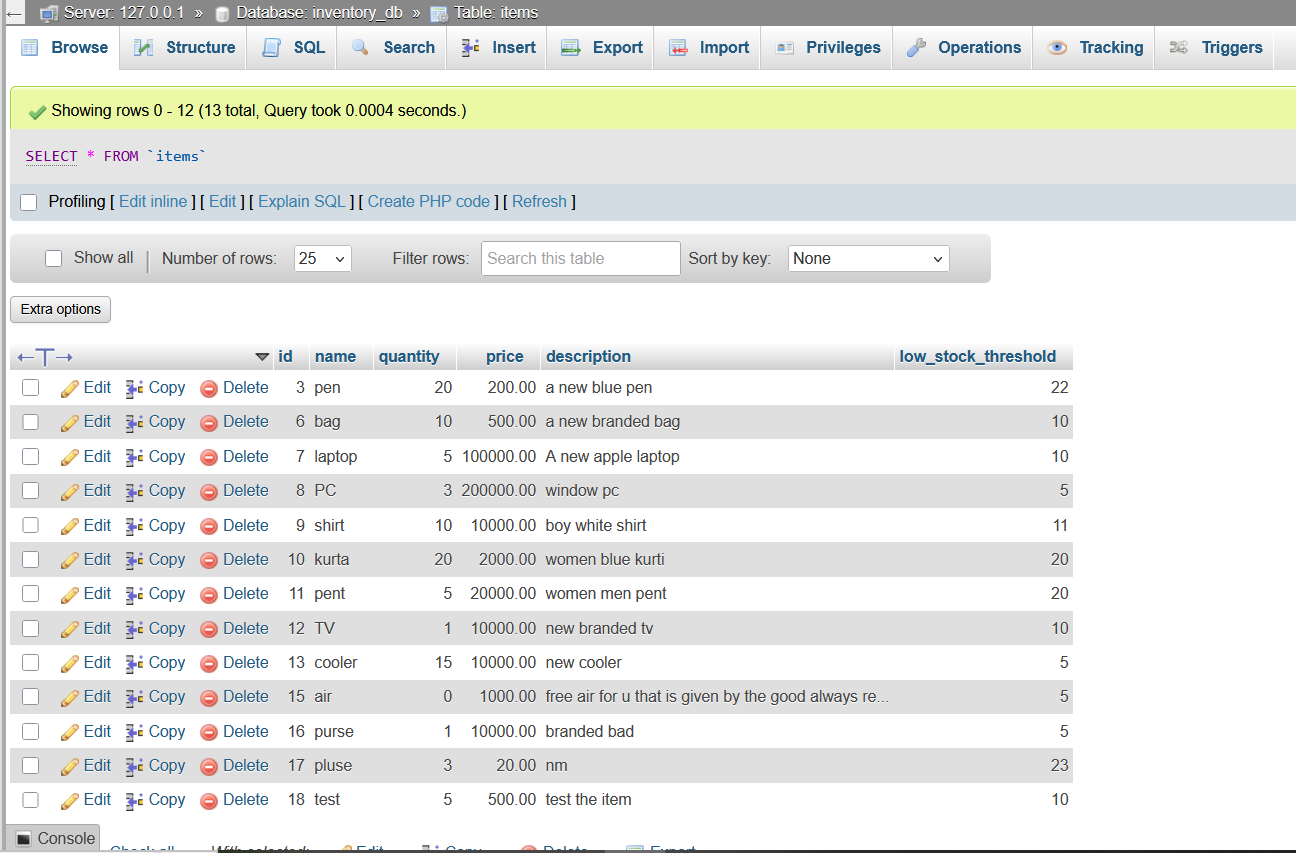 ← Server: 127.0.0.1 » Database: inventory_db » Table: items
Browse Structure SQL Search Insert Export Import Privileges Operations Tracking Triggers
Showing rows 0 - 12 (13 total, Query took 0.0004 seconds.)
SELECT * FROM `items`
Profiling [ Edit inline ] [ Edit ] [ Explain SQL ] [ Create PHP code ] [ Refresh ]
Show all | Number of rows: 25 Filter rows: Search this table Sort by key: None
Extra options
←T→ id name quantity price description low_stock_threshold
Edit Copy Delete 3 pen 20 200.00 a new blue pen 22
Edit Copy Delete 6 bag 10 500.00 a new branded bag 10
Edit Copy Delete 7 laptop 5 100000.00 A new apple laptop 10
Edit Copy Delete 8 PC 3 200000.00 window pc 5
Edit Copy Delete 9 shirt 10 10000.00 boy white shirt 11
Edit Copy Delete 10 kurta 20 2000.00 women blue kurti 20
Edit Copy Delete 11 pent 5 20000.00 women men pent 20
Edit Copy Delete 12 TV 1 10000.00 new branded tv 10
Edit Copy Delete 13 cooler 15 10000.00 new cooler 5
Edit Copy Delete 15 air 0 1000.00 free air for u that is given by the good always re... 5
Edit Copy Delete 16 purse 1 10000.00 branded bad 5
Edit Copy Delete 17 pluse 3 20.00 nm 23
Edit Copy Delete 18 test 5 500.00 test the item 10
Console Check all With selected: Edit Copy Delete Export